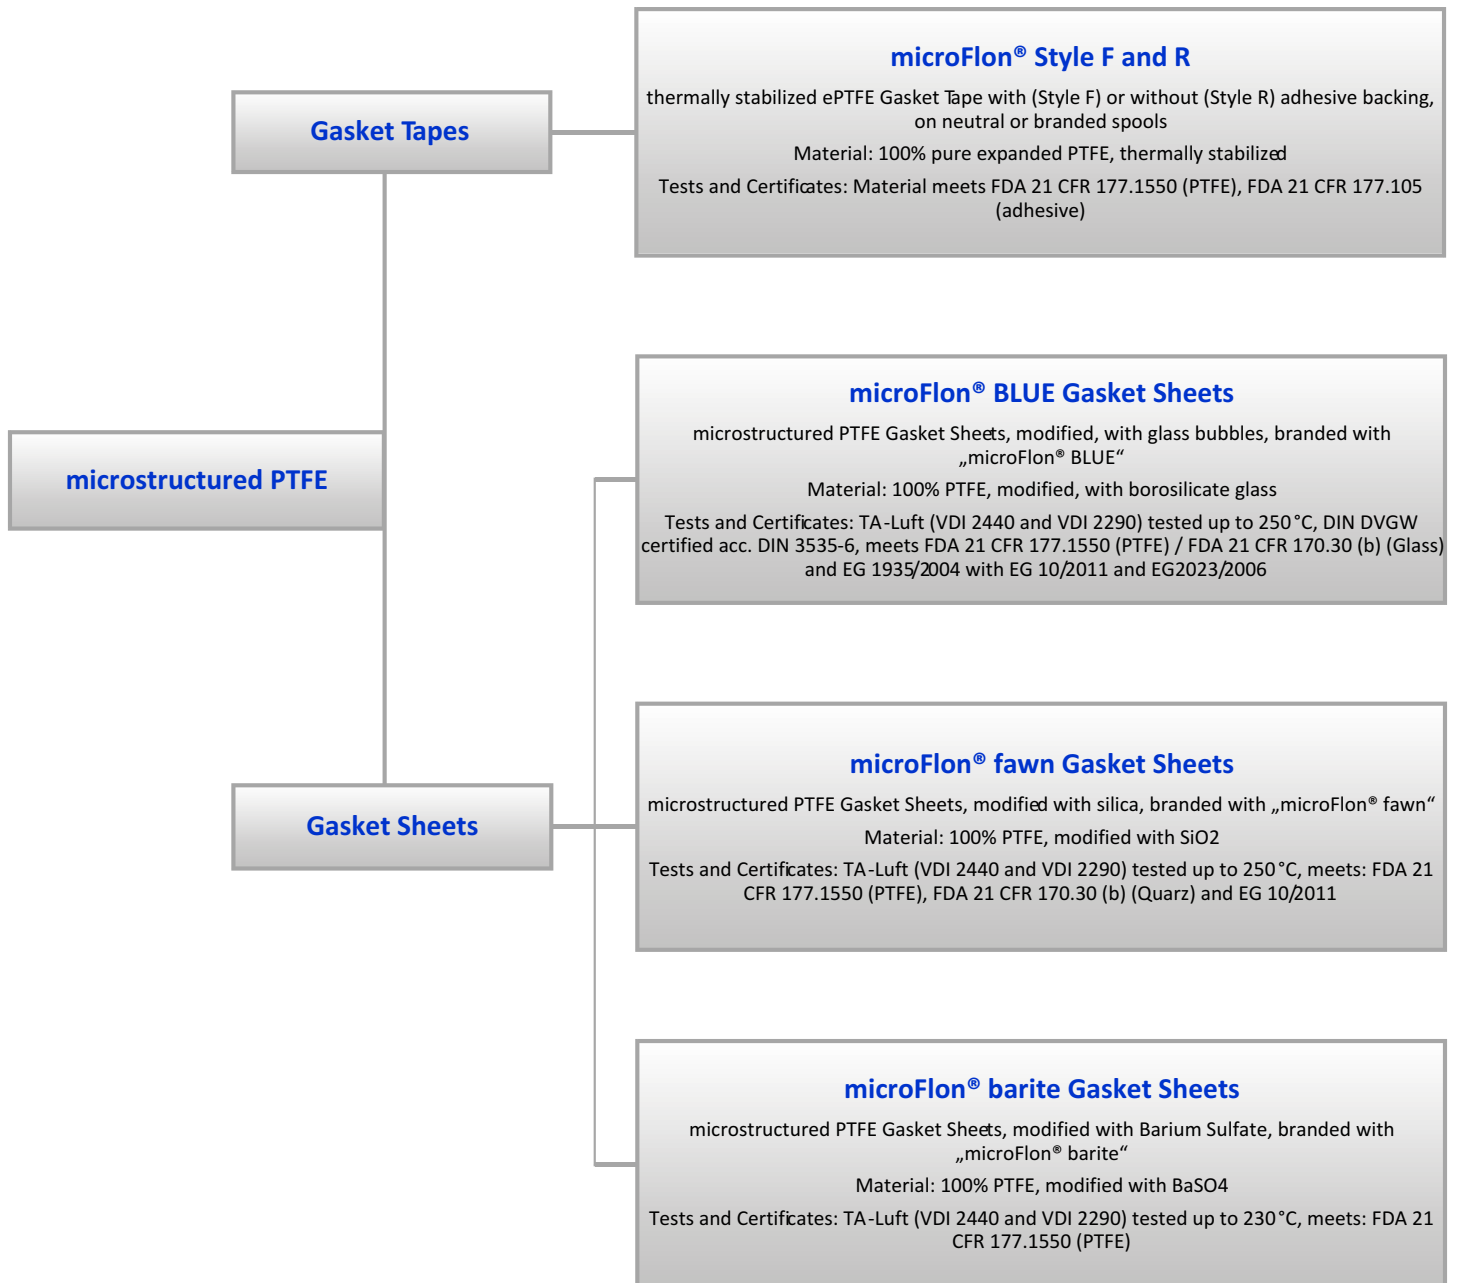 microFlon® Style F and R
thermally stabilized ePTFE Gasket Tape with (Style F) or without (Style R) adhesive backing,
on neutral or branded spools
Material: 100% pure expanded PTFE, thermally stabilized
Tests and Certificates: Material meets FDA 21 CFR 177.1550 (PTFE), FDA 21 CFR 177.105
(adhesive)
Gasket Tapes
microFlon® BLUE Gasket Sheets
microstructured PTFE Gasket Sheets, modified, with glass bubbles, branded with
„microFlon® BLUE“
Material: 100% PTFE, modified, with borosilicate glass
Tests and Certificates: TA-Luft (VDI 2440 and VDI 2290) tested up to 250°C, DIN DVGW
certified acc. DIN 3535-6, meets FDA 21 CFR 177.1550 (PTFE) / FDA 21 CFR 170.30 (b) (Glass)
and EG 1935/2004 with EG 10/2011 and EG2023/2006
microstructured PTFE
microFlon® fawn Gasket Sheets
microstructured PTFE Gasket Sheets, modified with silica, branded with „microFlon® fawn“
Material: 100% PTFE, modified with SiO2
Tests and Certificates: TA-Luft (VDI 2440 and VDI 2290) tested up to 250°C, meets: FDA 21
CFR 177.1550 (PTFE), FDA 21 CFR 170.30 (b) (Quarz) and EG 10/2011
Gasket Sheets
microFlon® barite Gasket Sheets
microstructured PTFE Gasket Sheets, modified with Barium Sulfate, branded with
„microFlon® barite“
Material: 100% PTFE, modified with BaSO4
Tests and Certificates: TA-Luft (VDI 2440 and VDI 2290) tested up to 230°C, meets: FDA 21
CFR 177.1550 (PTFE)